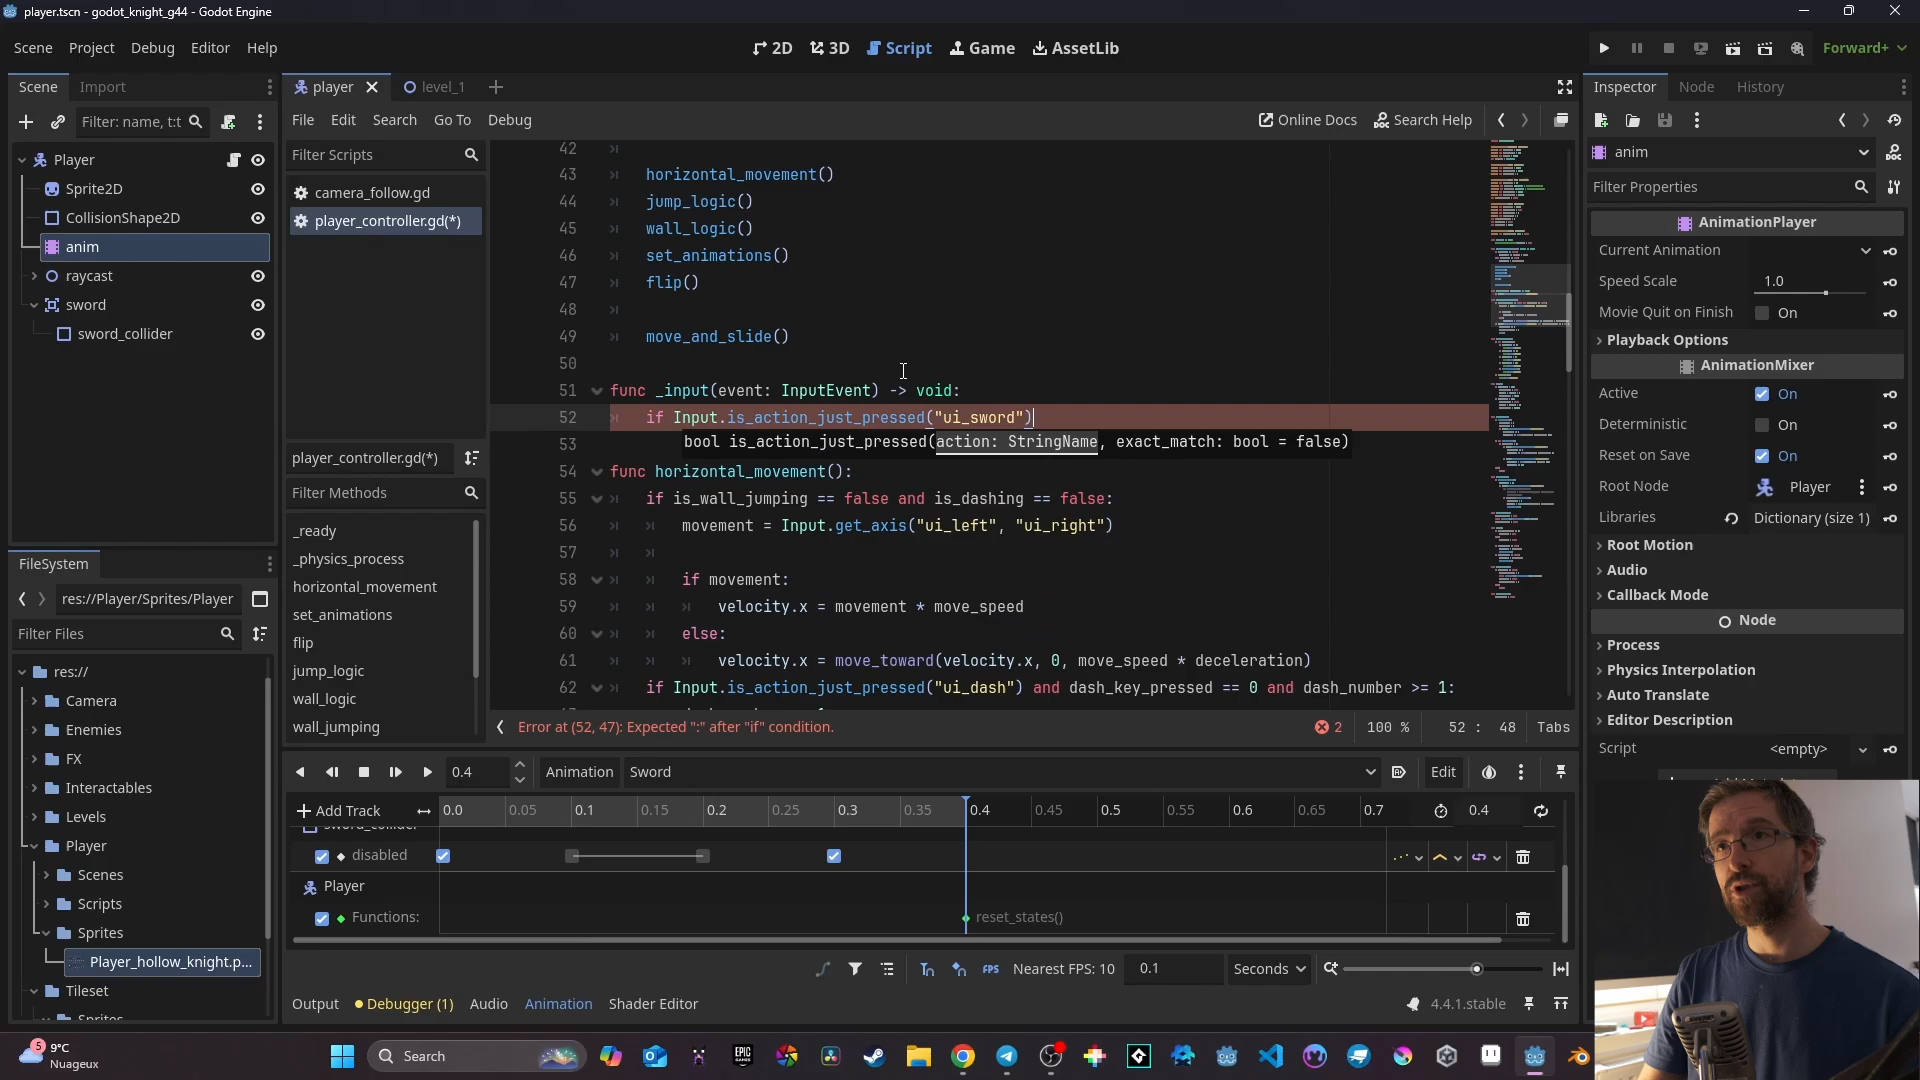 player.tscn - godot_knight_g44 - Godot Engine
Scene Project Debug Editor Help
2D 3D Script Game AssetLib
Forward+
Scene Import
Filter: name, t:t
Player
Sprite2D
CollisionShape2D
anim
raycast
sword
sword_collider
player level_1
File Edit Search Go To Debug
Online Docs Search Help
Filter Scripts
camera_follow.gd
player_controller.gd(*)
player_controller.gd(*)
Filter Methods
_ready
_physics_process
horizontal_movement
set_animations
flip
jump_logic
wall_logic
wall_jumping
42
43 horizontal_movement()
44 jump_logic()
45 wall_logic()
46 set_animations()
47 flip()
48
49 move_and_slide()
50
51 func _input(event: InputEvent) -> void:
52 if Input.is_action_just_pressed("ui_sword")
53 bool is_action_just_pressed(action: StringName, exact_match: bool = false)
54 func horizontal_movement():
55 if is_wall_jumping == false and is_dashing == false:
56 movement = Input.get_axis("ui_left", "ui_right")
57
58 if movement:
59 velocity.x = movement * move_speed
60 else:
61 velocity.x = move_toward(velocity.x, 0, move_speed * deceleration)
62 if Input.is_action_just_pressed("ui_dash") and dash_key_pressed == 0 and dash_number >= 1:
Error at (52, 47): Expected ":" after "if" condition. 2 100 % 52 : 48 Tabs
Inspector Node History
anim
Filter Properties
AnimationPlayer
Current Animation
Speed Scale 1.0
Movie Quit on Finish On
Playback Options
AnimationMixer
Active On
Deterministic On
Reset on Save On
Root Node Player
Libraries Dictionary (size 1)
Root Motion
Audio
Callback Mode
Node
Process
Physics Interpolation
Auto Translate
Editor Description
Script <empty>
FileSystem
res://Player/Sprites/Player
Filter Files
res://
Camera
Enemies
FX
Interactables
Levels
Player
Scenes
Scripts
Sprites
Player_hollow_knight.p...
Tileset
0.4 Animation Sword Edit
Add Track 0.0 0.05 0.1 0.15 0.2 0.25 0.3 0.35 0.4 0.45 0.5 0.55 0.6 0.65 0.7 0.4
disabled
Player
Functions: reset_states()
FPS Nearest FPS: 10 0.1 Seconds
Output Debugger (1) Audio Animation Shader Editor 4.4.1.stable
5
9°C
Nuageux
Search
EPIC GAMES